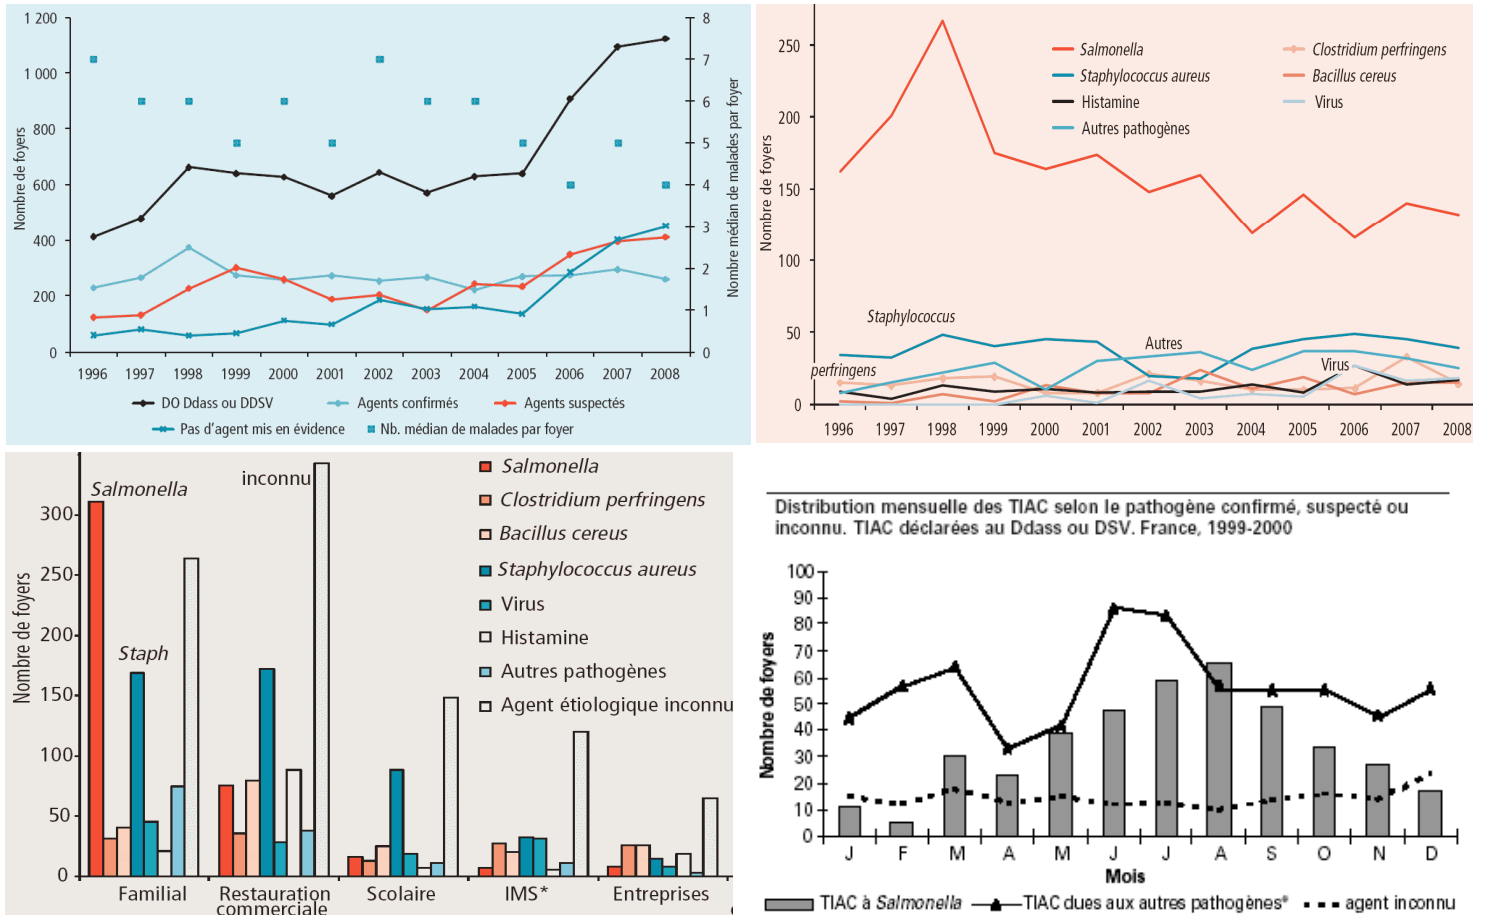 1 200
1 000
800
600
400
200
0
Nombre de foyers
8
7
6
5
4
3
2
1
0
Nombre médian de malades par foyer
1996 1997 1998 1999 2000 2001 2002 2003 2004 2005 2006 2007 2008
DO Ddass ou DDSV Agents confirmés Agents suspectés
Pas d'agent mis en évidence Nb. médian de malades par foyer
250
200
150
100
50
0
Nombre de foyers
Salmonella Clostridium perfringens
Staphylococcus aureus Bacillus cereus
Histamine Virus
Autres pathogènes
Staphylococcus
Autres
perfringens
Virus
1996 1997 1998 1999 2000 2001 2002 2003 2004 2005 2006 2007 2008
300
250
200
150
100
50
0
Nombre de foyers
Salmonella
Staph
inconnu
Salmonella
Clostridium perfringens
Bacillus cereus
Staphylococcus aureus
Virus
Histamine
Autres pathogènes
Agent étiologique inconnu
Familial Restauration Scolaire IMS* Entreprises
commerciale
Distribution mensuelle des TIAC selon le pathogène confirmé, suspecté ou
inconnu. TIAC déclarées au Ddass ou DSV. France, 1999-2000
100
90
80
70
60
50
40
30
20
10
0
Nombre de foyers
J F M A M J J A S O N D
Mois
TIAC à Salmonella TIAC dues aux autres pathogènes* agent inconnu